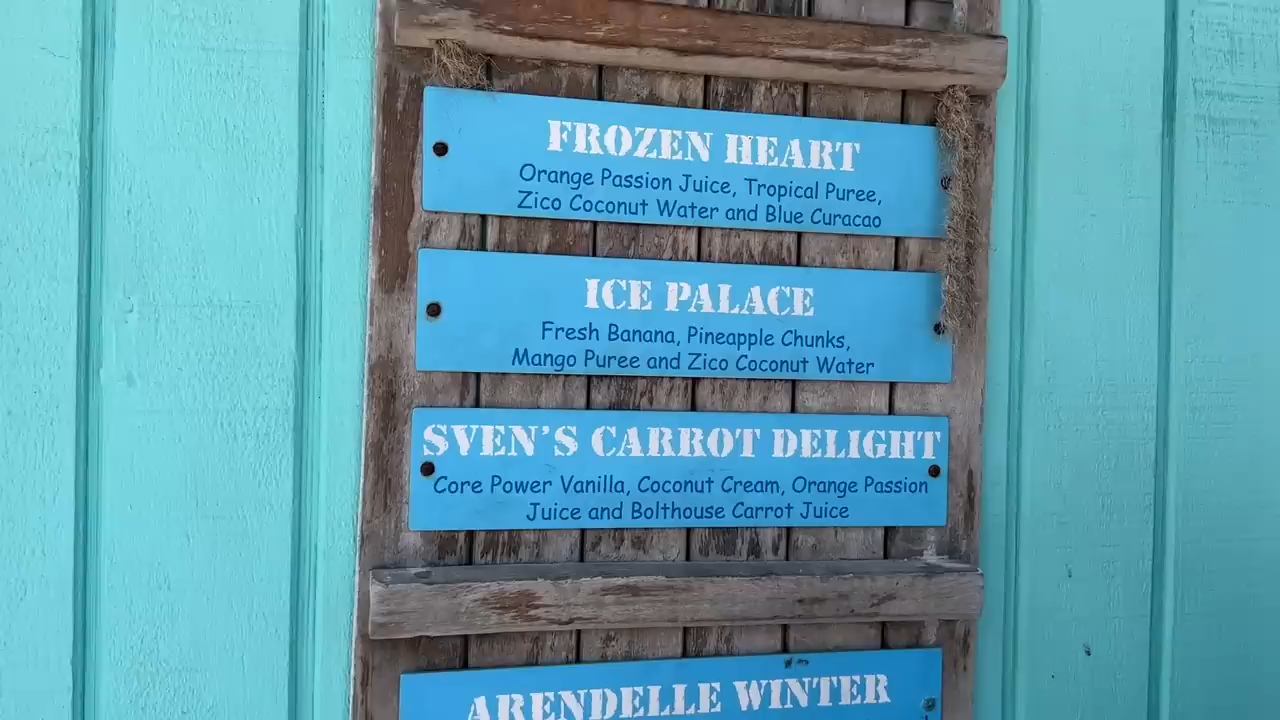 FROZEN HEART
Orange Passion Juice, Tropical Puree,
Zico Coconut Water and Blue Curacao
ICE PALACE
Fresh Banana, Pineapple Chunks,
Mango Puree and Zico Coconut Water
SVEN'S CARROT DELIGHT
Core Power Vanilla, Coconut Cream, Orange Passion
Juice and Bolthouse Carrot Juice
ARENDELLE WINTER